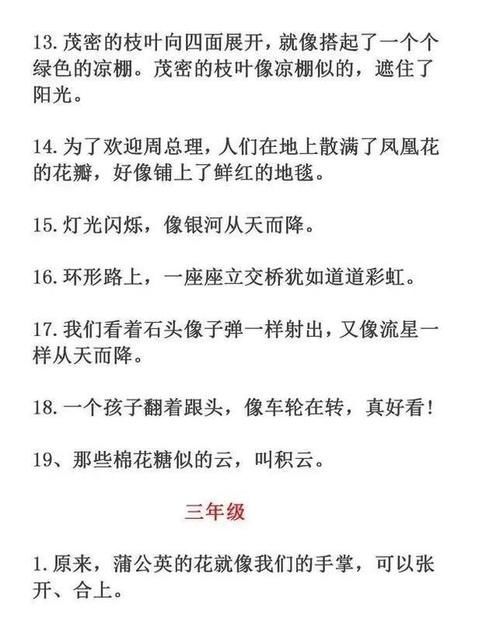 13.茂密的枝叶向四面展开,就像搭起了一个个
绿色的凉棚。茂密的枝叶像凉棚似的,遮住了
阳光。
14.为了欢迎周总理,人们在地上散满了凤凰花
的花瓣，好像铺上了鲜红的地毯。
15.灯光闪烁，像银河从天而降。
16.环形路上，一座座立交桥犹如道道彩虹。
17.我们看着石头像子弹一样射出,又像流星一
样从天而降。
18.一个孩子翻着跟头，像车轮在转，真好看!
19、那些棉花糖似的云，叫积云。
三年级
1.原来，蒲公英的花就像我们的手掌，可以张
开、合上。